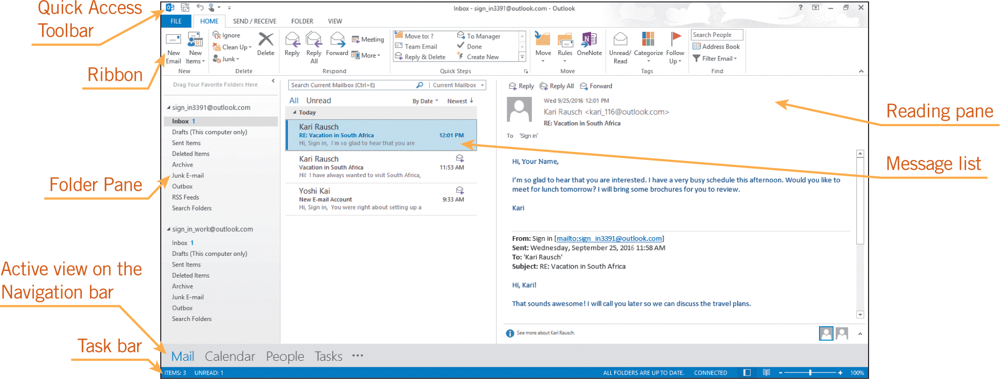 Quick Access
Toolbar
Ribbon
Folder Pane
Active view on the
Navigation bar
Task bar
Reading pane
Message list
Inbox - sign_in3391@outlook.com - Outlook
?
FILE HOME SEND / RECEIVE FOLDER VIEW
New
Email
New
Items
New
Ignore
Clean Up
Junk
Delete
Delete
Reply
Reply
All
Forward
Meeting
More
Respond
Move to: ?
Team Email
Reply & Delete
To Manager
Done
Create New
Quick Steps
Move
Rules
OneNote
Move
Unread/
Read
Categorize
Follow
Up
Tags
Search People
Address Book
Filter Email
Find
Drag Your Favorite Folders Here
sign_in3391@outlook.com
Inbox 1
Drafts (This computer only)
Sent Items
Deleted Items
Archive
Junk E-mail
Outbox
RSS Feeds
Search Folders
sign_in_work@outlook.com
Inbox 1
Drafts (This computer only)
Sent Items
Deleted Items
Archive
Junk E-mail
Outbox
Search Folders
Search Current Mailbox (Ctrl+E) Current Mailbox
All Unread By Date Newest
Today
Kari Rausch
RE: Vacation in South Africa 12:01 PM
Hi, Sign in, I'm so glad to hear that you are
Kari Rausch
Vacation in South Africa 11:53 AM
Hi! I have always wanted to visit South Africa,
Yoshi Kai
New E-mail Account 9:33 AM
Hi, Sign in, You were right about setting up a
Reply Reply All Forward
Wed 9/25/2016 12:01 PM
Kari Rausch <kari_116@outlook.com>
RE: Vacation in South Africa
To 'Sign in'
Hi, Your Name,
I'm so glad to hear that you are interested. I have a very busy schedule this afternoon. Would you like to
meet for lunch tomorrow? I will bring some brochures for you to review.
Kari
From: Sign in [mailto:sign_in3391@outlook.com]
Sent: Wednesday, September 25, 2016 11:58 AM
To: 'Kari Rausch'
Subject: RE: Vacation in South Africa
Hi, Kari!
That sounds awesome! I will call you later so we can discuss the travel plans.
See more about Kari Rausch.
Mail Calendar People Tasks •••
ITEMS: 3 UNREAD: 1 ALL FOLDERS ARE UP TO DATE. CONNECTED - + 100%